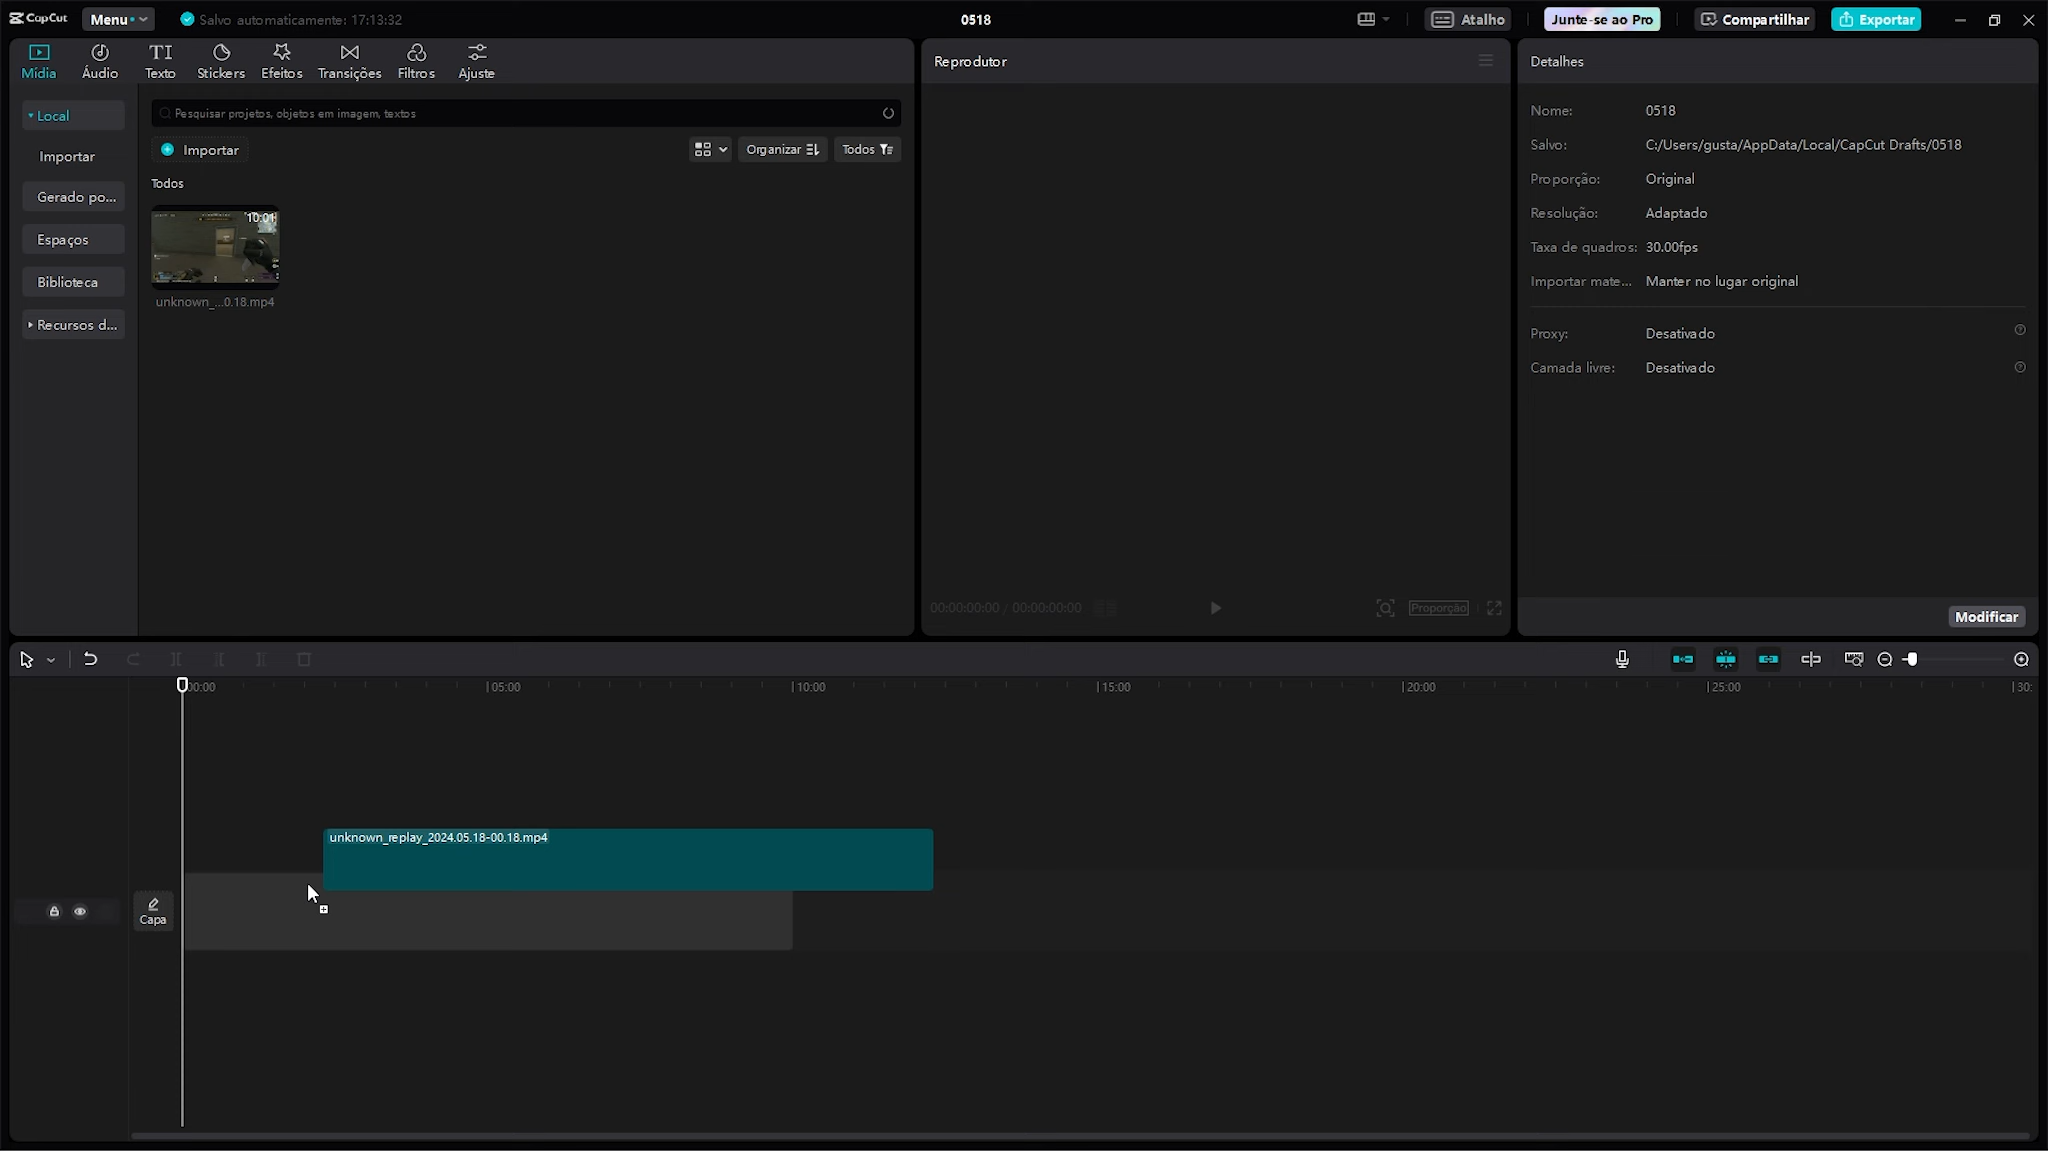 CapCut
Menu
Salvo automaticamente: 17:13:32
0518
Atalho
Junte-se ao Pro
Compartilhar
Exportar
Mídia
Áudio
Texto
Stickers
Efeitos
Transições
Filtros
Ajuste
Local
Importar
Gerado po...
Espaços
Biblioteca
Recursos d...
Pesquisar projetos, objetos em imagem, textos
Importar
Organizar
Todos
Todos
10:01
unknown_...0.18.mp4
Reprodutor
00:00:00:00 / 00:00:00:00
Proporção
Detalhes
Nome: 0518
Salvo: C:/Users/gusta/AppData/Local/CapCut Drafts/0518
Proporção: Original
Resolução: Adaptado
Taxa de quadros: 30.00fps
Importar mate... Manter no lugar original
Proxy: Desativado
Camada livre: Desativado
Modificar
00:00 05:00 10:00 15:00 20:00 25:00 30:
unknown_replay_2024.05.18-00.18.mp4
Capa